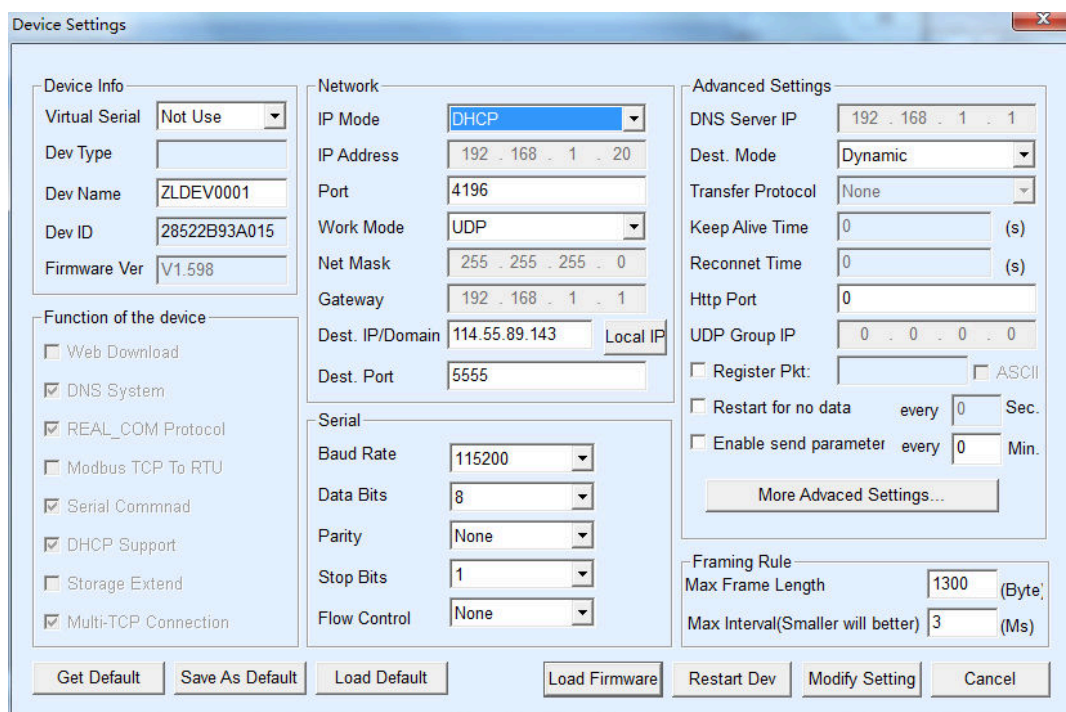 Device Settings
x
Device Info
Virtual Serial Not Use
Dev Type
Dev Name ZLDEV0001
Dev ID 28522B93A015
Firmware Ver V1.598
Function of the device
Web Download
DNS System
REAL_COM Protocol
Modbus TCP To RTU
Serial Commnad
DHCP Support
Storage Extend
Multi-TCP Connection
Network
IP Mode DHCP
IP Address 192 . 168 . 1 . 20
Port 4196
Work Mode UDP
Net Mask 255 . 255 . 255 . 0
Gateway 192 . 168 . 1 . 1
Dest. IP/Domain 114.55.89.143 Local IP
Dest. Port 5555
Serial
Baud Rate 115200
Data Bits 8
Parity None
Stop Bits 1
Flow Control None
Advanced Settings
DNS Server IP 192 . 168 . 1 . 1
Dest. Mode Dynamic
Transfer Protocol None
Keep Alive Time 0 (s)
Reconnet Time 0 (s)
Http Port 0
UDP Group IP 0 . 0 . 0 . 0
Register Pkt: ASCII
Restart for no data every 0 Sec.
Enable send parameter every 0 Min.
More Advaced Settings...
Framing Rule
Max Frame Length 1300 (Byte)
Max Interval(Smaller will better) 3 (Ms)
Get Default Save As Default Load Default Load Firmware Restart Dev Modify Setting Cancel